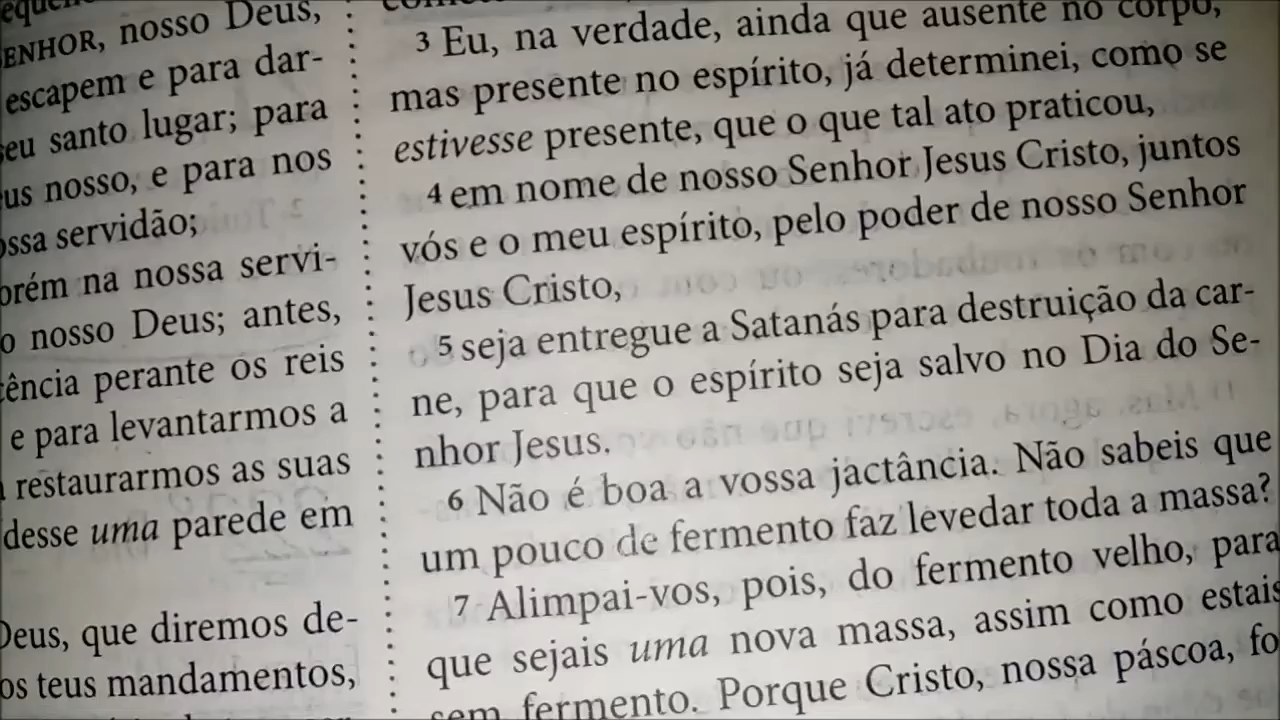 SENHOR, nosso Deus,
escapem e para dar-
seu santo lugar; para
nosso, e para nos
servidão;
na nossa servi-
o nosso Deus; antes,
perante os reis
e para levantarmos a
restaurarmos as suas
desse uma parede em
Deus, que diremos de-
os teus mandamentos,
3 Eu, na verdade, ainda que ausente no corpo,
mas presente no espírito, já determinei, como se
estivesse presente, que o que tal ato praticou,
4 em nome de nosso Senhor Jesus Cristo, juntos
vós e o meu espírito, pelo poder de nosso Senhor
Jesus Cristo,
5 seja entregue a Satanás para destruição da car-
ne, para que o espírito seja salvo no Dia do Se-
nhor Jesus.
6 Não é boa a vossa jactância. Não sabeis que
um pouco de fermento faz levedar toda a massa?
7 Alimpai-vos, pois, do fermento velho, para
que sejais uma nova massa, assim como estais
sem fermento. Porque Cristo, nossa páscoa, fo